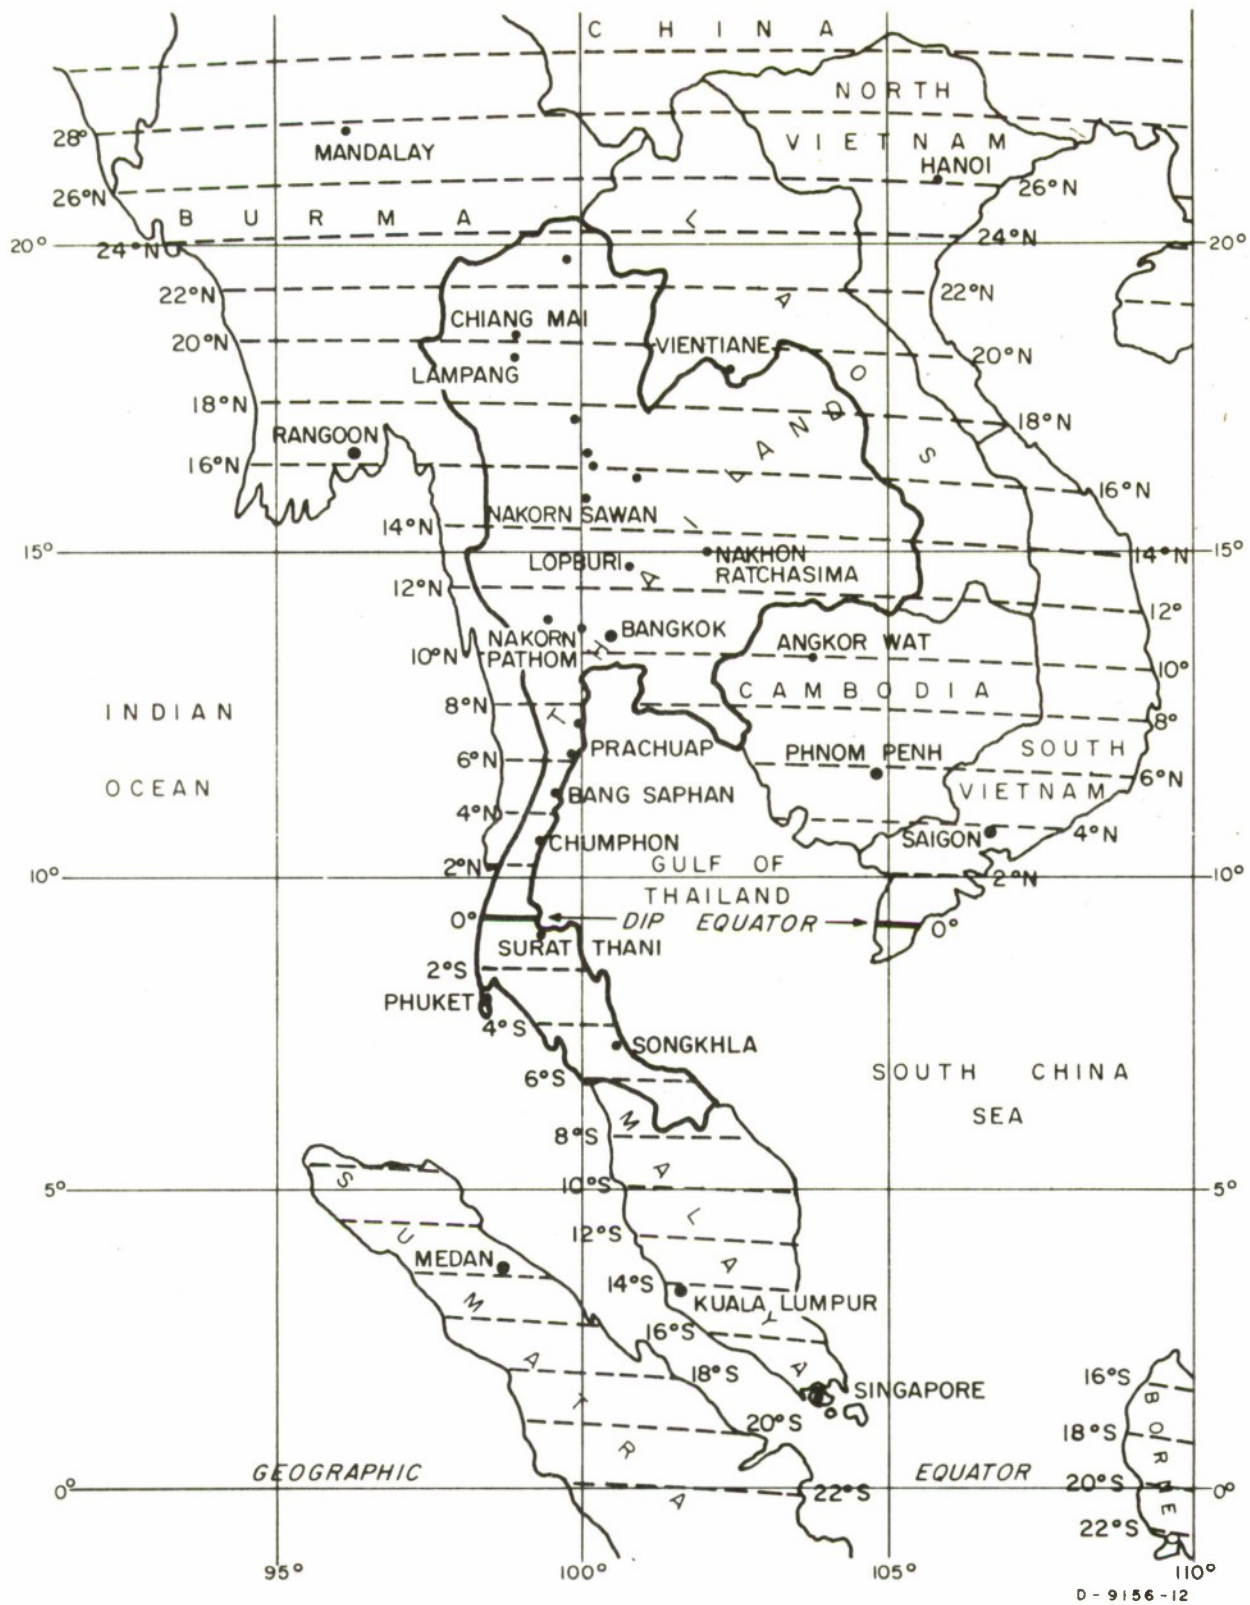 C H I N A
NORTH
28°
MANDALAY
VIETNAM
HANOI
26°N
26°N
B U R M A
L
24°N
20°
24°N
20°
22°N
A
22°N
CHIANG MAI
20°N
VIENTIANE
20°N
LAMPANG
O
18°N
D
18°N
RANGOON
N
S
16°N
A
L
16°N
NAKORN SAWAN
14°N
I
15°
14°N
15°
LOPBURI
NAKHON
RATCHASIMA
A
12°N
12°
NAKORN
PATHOM
BANGKOK
ANGKOR WAT
H
10°N
10°
CAMBODIA
INDIAN
8°N
T
8°
PRACHUAP
PHNOM PENH
SOUTH
6°N
6°N
OCEAN
BANG SAPHAN
VIETNAM
4°N
CHUMPHON
SAIGON
4°N
2°N
GULF OF
THAILAND
10°
2°N
10°
0°
DIP EQUATOR
0°
SURAT THANI
2°S
PHUKET
4°S
SONGKHLA
6°S
SOUTH CHINA
SEA
M
8°S
A
5°
S
10°S
5°
L
U
12°S
MEDAN
A
14°S
M
KUALA LUMPUR
Y
16°S
A
A
18°S
SINGAPORE
16°S
T
20°S
B
O
18°S
R
R
GEOGRAPHIC
EQUATOR
20°S
0°
A
22°S
N
0°
E
22°S
95°
100°
105°
110°
D-9156-12